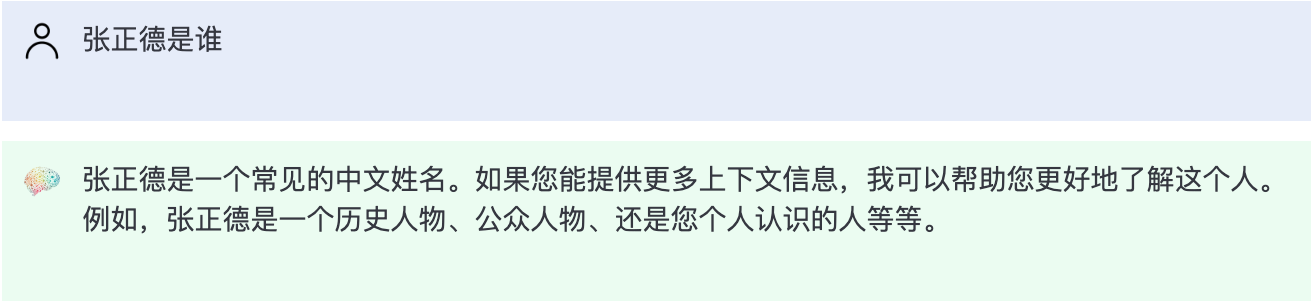 张正德是谁
张正德是一个常见的中文姓名。如果您能提供更多上下文信息，我可以帮助您更好地了解这个人。
例如，张正德是一个历史人物、公众人物、还是您个人认识的人等等。